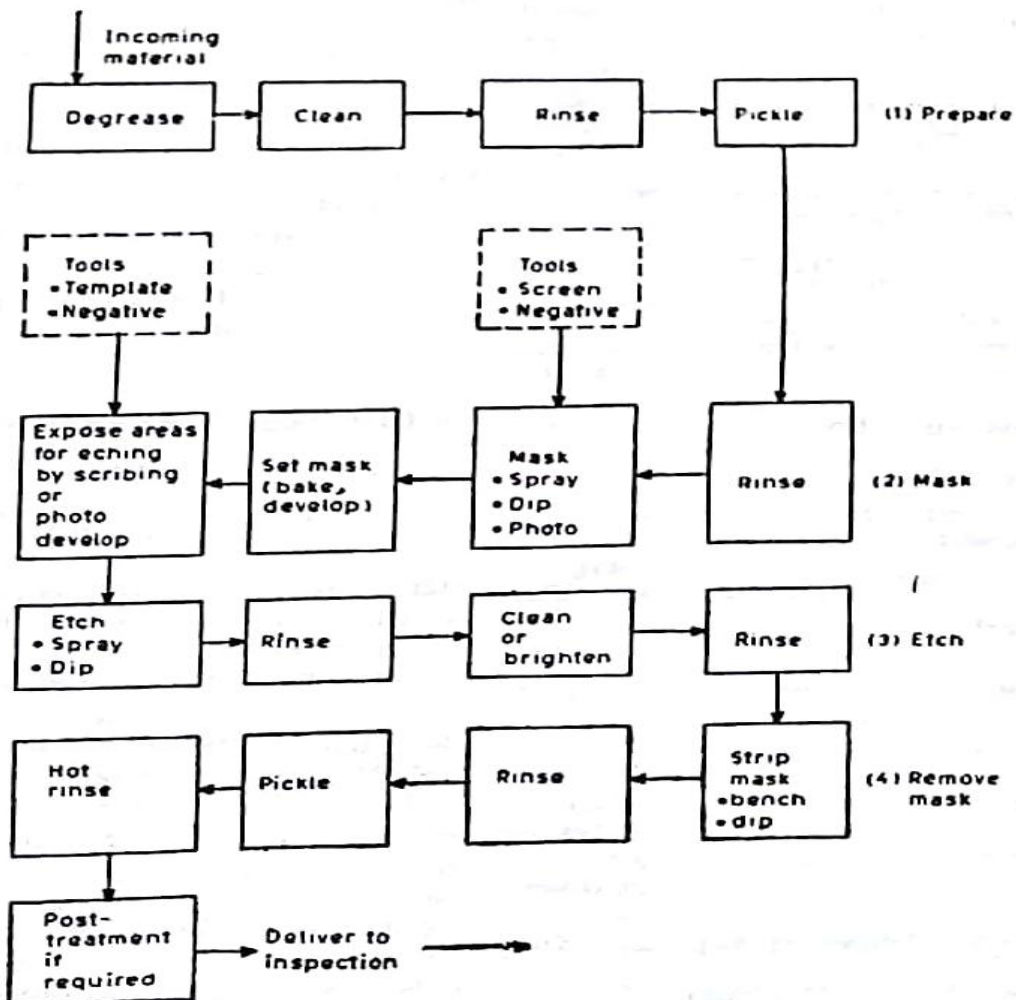 Incoming
material
Degrease
Clean
Rinse
Pickle
(1) Prepare
Tools
• Template
• Negative
Tools
• Screen
• Negative
Expose areas
for eching
by scribing
or
photo
develop
Set mask
(bake,
develop)
Mask
• Spray
• Dip
• Photo
Rinse
(2) Mask
Etch
• Spray
• Dip
Rinse
Clean
or
brighten
Rinse
(3) Etch
Hot
rinse
Pickle
Rinse
Strip
mask
•bench
•dip
(4) Remove
mask
Post-
treatment
if
required
Deliver to
inspection